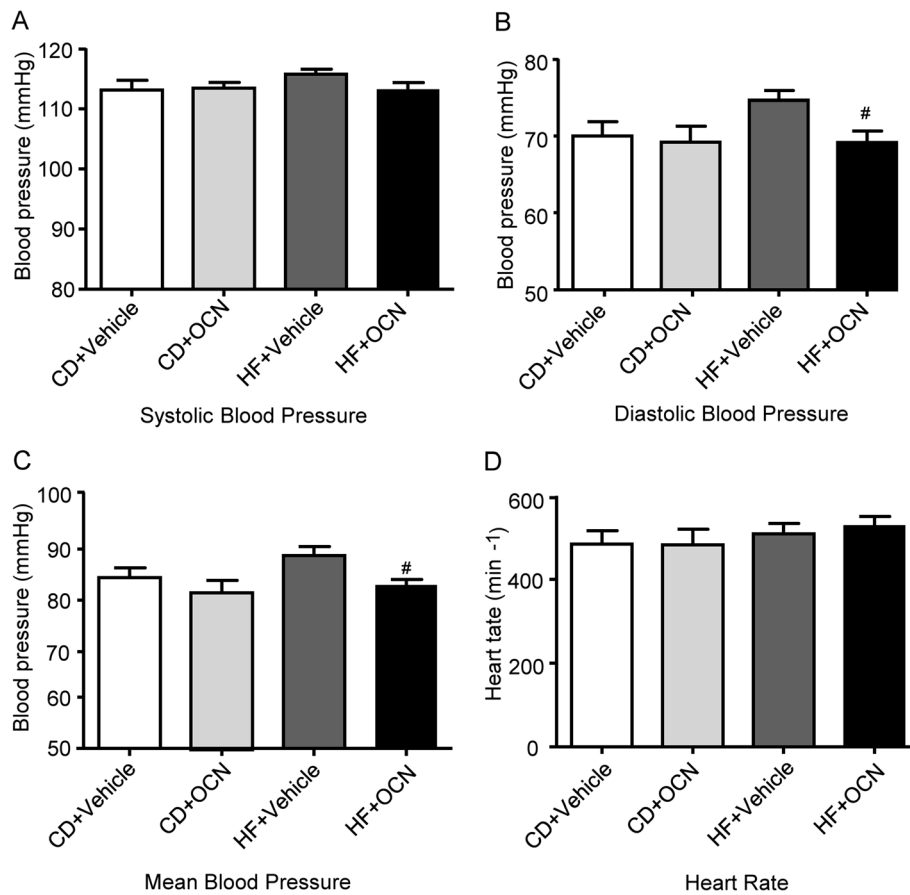 A
Blood pressure (mmHg)
120
110
100
90
80
CD+Vehicle
CD+OCN
HF+Vehicle
HF+OCN
Systolic Blood Pressure
B
Blood pressure (mmHg)
80
70
60
50
#
CD+Vehicle
CD+OCN
HF+Vehicle
HF+OCN
Diastolic Blood Pressure
C
Blood pressure (mmHg)
100
90
80
70
60
50
#
CD+Vehicle
CD+OCN
HF+Vehicle
HF+OCN
Mean Blood Pressure
D
Heart tate (min -1)
600
400
200
0
CD+Vehicle
CD+OCN
HF+Vehicle
HF+OCN
Heart Rate